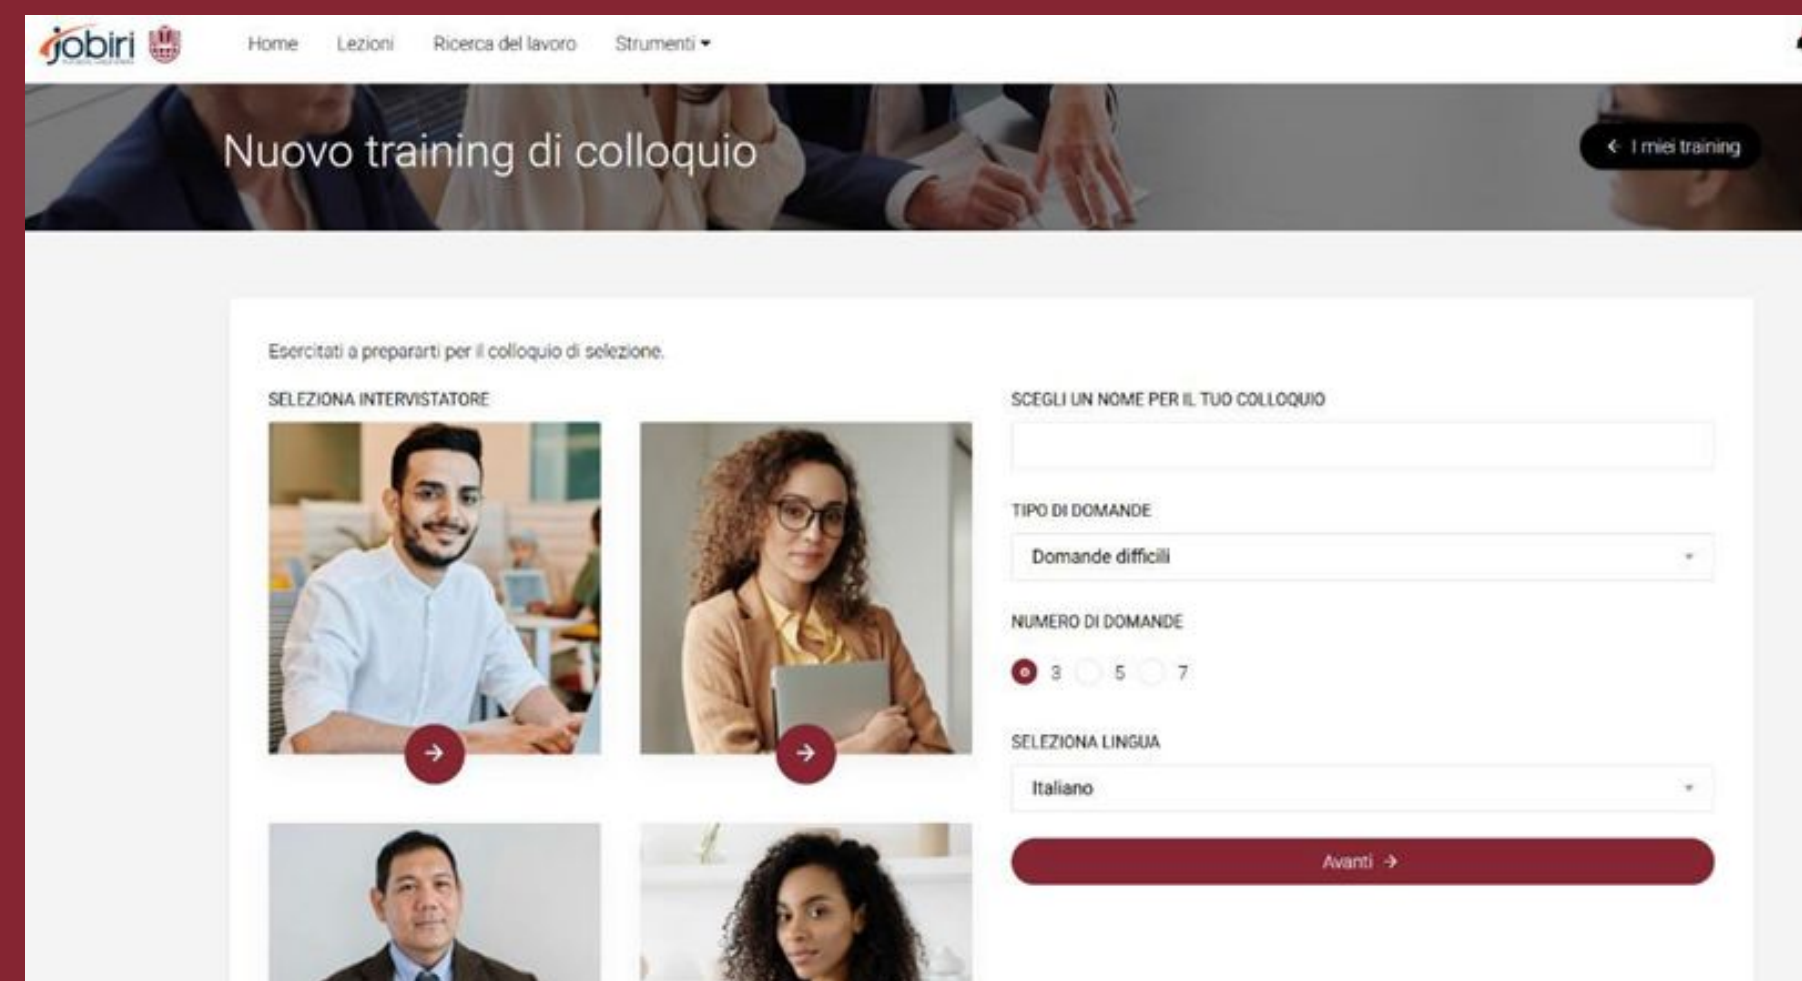 jobiri
Home Lezioni Ricerca del lavoro Strumenti
Nuovo training di colloquio
I miei training
Esercitati a prepararti per il colloquio di selezione.
SELEZIONA INTERVISTATORE
SCEGLI UN NOME PER IL TUO COLLOQUIO
TIPO DI DOMANDE
Domande difficili
NUMERO DI DOMANDE
3 5 7
SELEZIONA LINGUA
Italiano
Avanti →